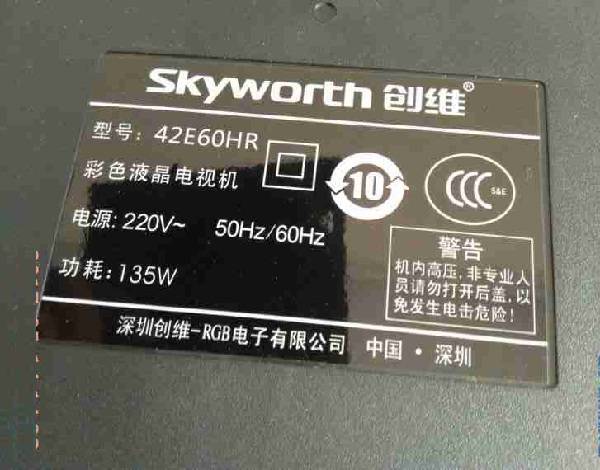 Skyworth 创维®
型号: 42E60HR
彩色液晶电视机
10
CCC S&E
电源: 220V~ 50Hz/60Hz
功耗: 135W
警告
机内高压, 非专业人
员请勿打开后盖, 以
免发生电击危险!
深圳创维-RGB电子有限公司 中国·深圳